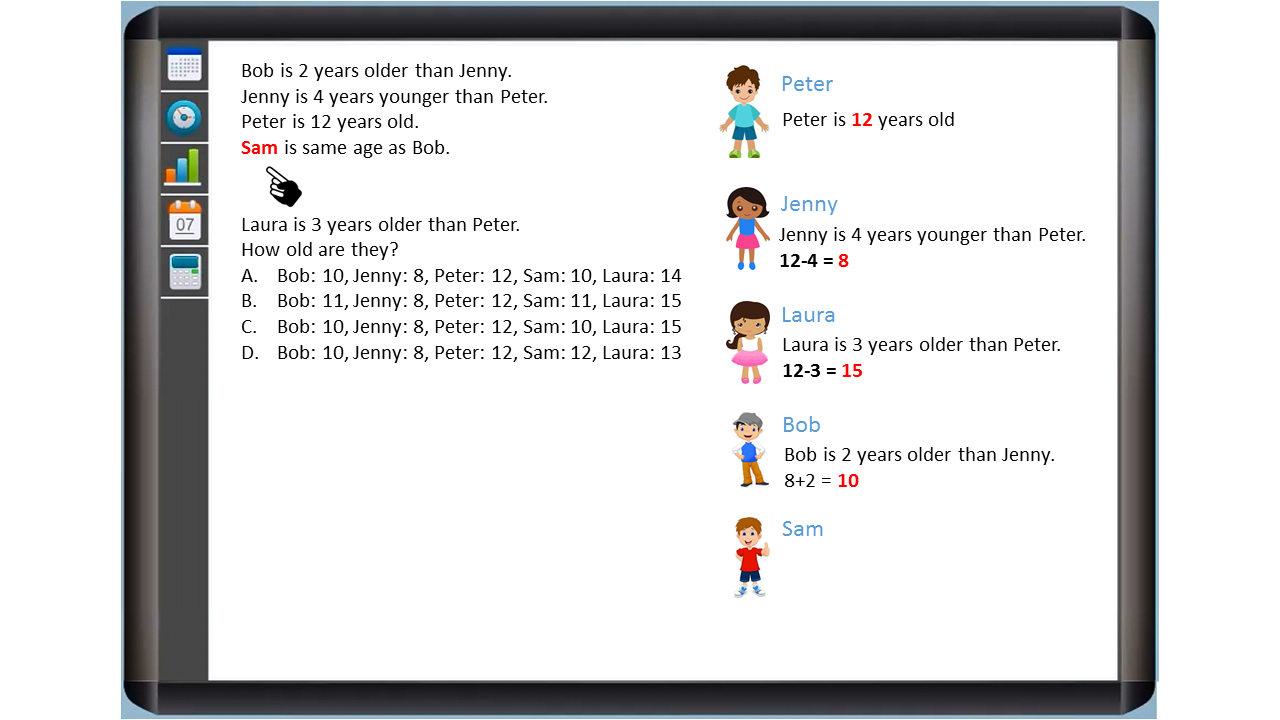 Bob is 2 years older than Jenny.
Jenny is 4 years younger than Peter.
Peter is 12 years old.
Sam is same age as Bob.
Laura is 3 years older than Peter.
How old are they?
A. Bob: 10, Jenny: 8, Peter: 12, Sam: 10, Laura: 14
B. Bob: 11, Jenny: 8, Peter: 12, Sam: 11, Laura: 15
C. Bob: 10, Jenny: 8, Peter: 12, Sam: 10, Laura: 15
D. Bob: 10, Jenny: 8, Peter: 12, Sam: 12, Laura: 13
07
Peter
Peter is 12 years old
Jenny
Jenny is 4 years younger than Peter.
12-4 = 8
Laura
Laura is 3 years older than Peter.
12-3 = 15
Bob
Bob is 2 years older than Jenny.
8+2 = 10
Sam